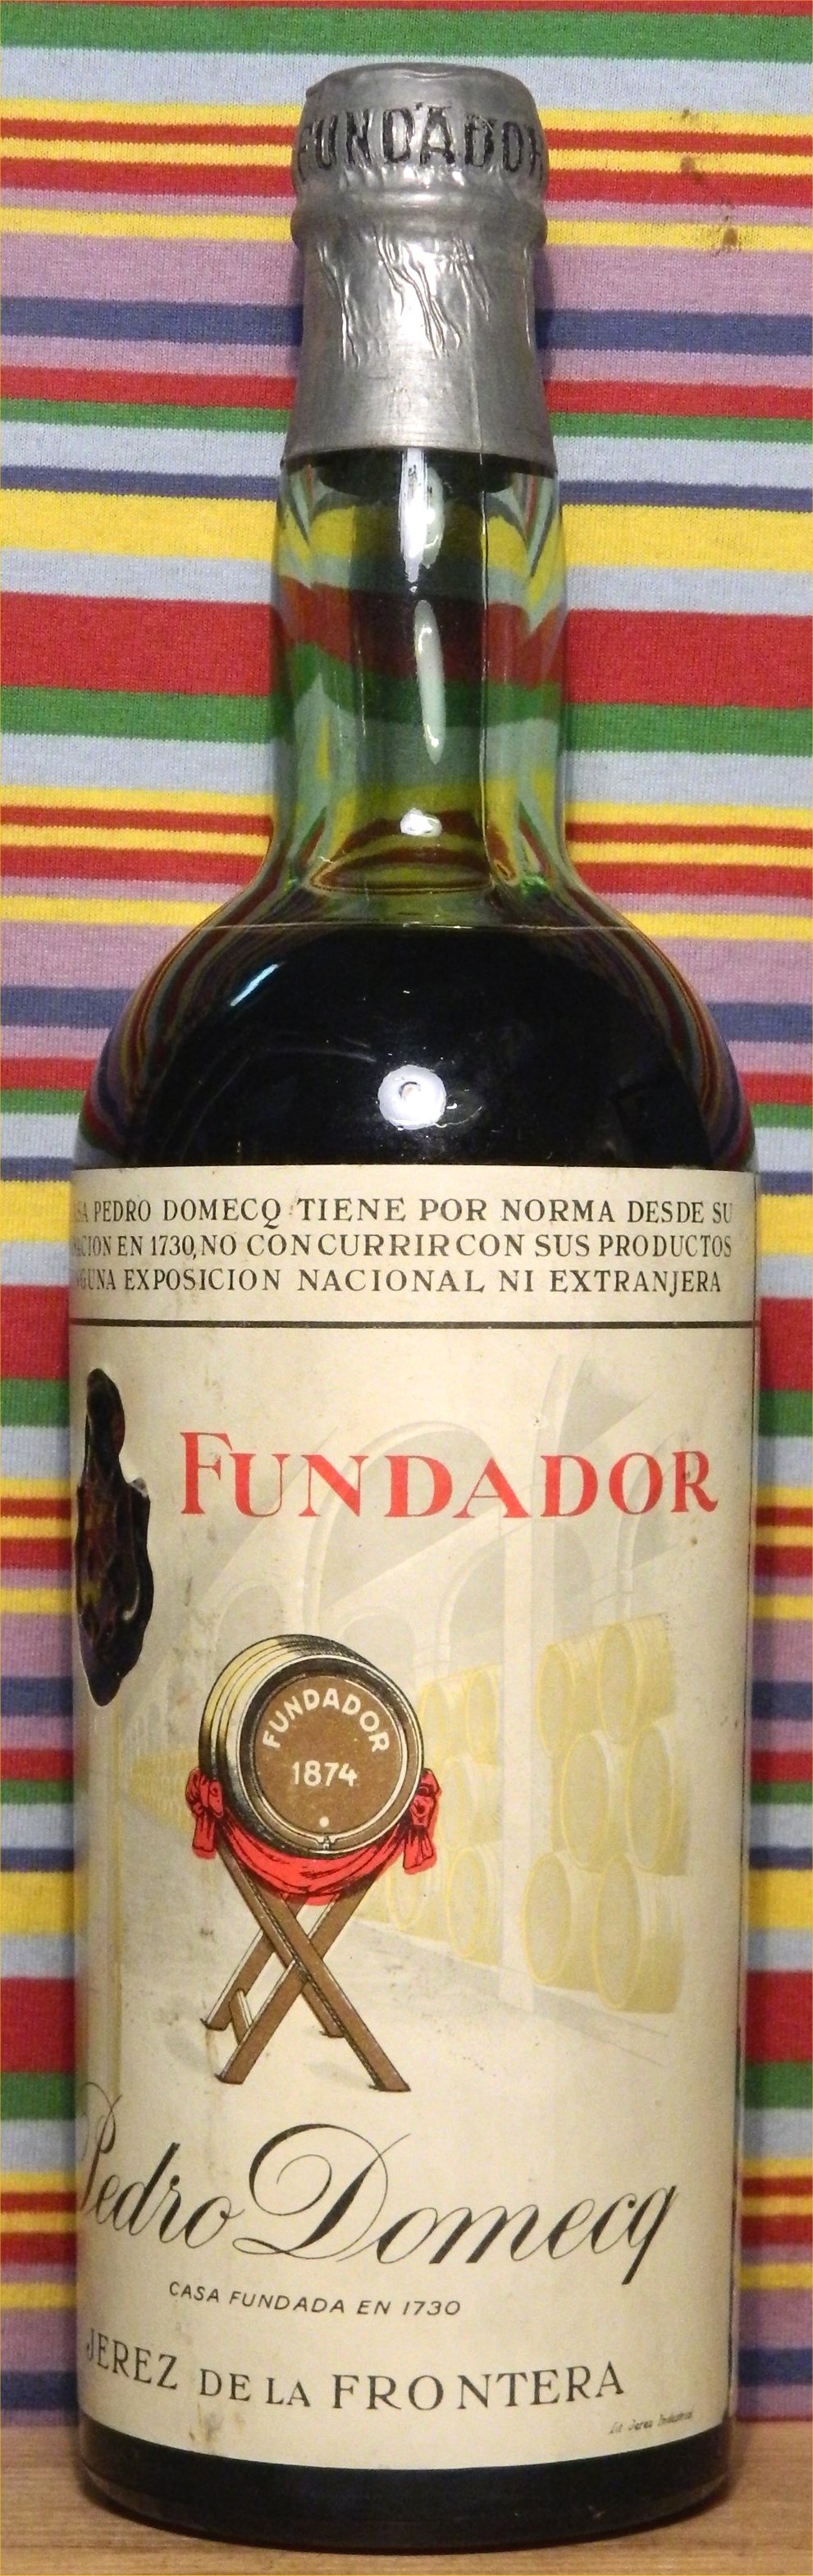 FUNDADOR
PEDRO DOMECQ TIENE POR NORMA DESDE SU
EN 1730, NO CONCURRIR CON SUS PRODUCTOS
EXPOSICION NACIONAL NI EXTRANJERA
FUNDADOR
FUNDADOR
1874
Pedro Domecq
CASA FUNDADA EN 1730
JEREZ DE LA FRONTERA